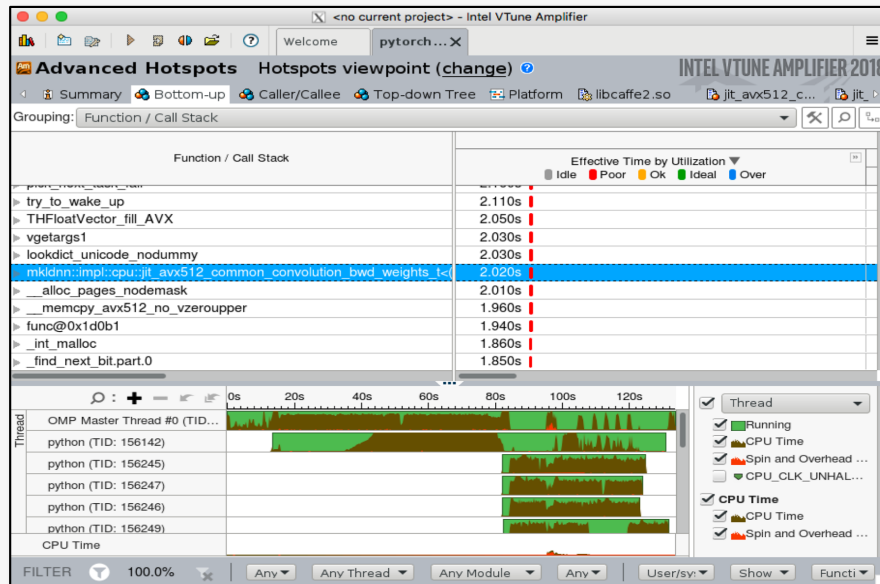 <no current project> - Intel VTune Amplifier
Welcome
pytorch...
Advanced Hotspots Hotspots viewpoint (change)
INTEL VTUNE AMPLIFIER 2018
Summary Bottom-up Caller/Callee Top-down Tree Platform libcaffe2.so jit_avx512_c... jit_
Grouping: Function / Call Stack
Function / Call Stack
Effective Time by Utilization
Idle Poor Ok Ideal Over
try_to_wake_up 2.110s
THFloatVector_fill_AVX 2.050s
vgetargs1 2.030s
lookdict_unicode_nodummy 2.030s
mkldnn::impl::cpu::jit_avx512_common_convolution_bwd_weights_t<( 2.020s
__alloc_pages_nodemask 2.010s
__memcpy_avx512_no_vzeroupper 1.960s
func@0x1d0b1 1.940s
_int_malloc 1.860s
_find_next_bit.part.0 1.850s
0s 20s 40s 60s 80s 100s 120s
Thread
OMP Master Thread #0 (TID...
python (TID: 156142)
python (TID: 156245)
python (TID: 156247)
python (TID: 156246)
python (TID: 156249)
CPU Time
Thread
Running
CPU Time
Spin and Overhead ...
CPU_CLK_UNHAL...
CPU Time
CPU Time
Spin and Overhead ...
FILTER 100.0% Any Any Thread Any Module Any User/sy: Show Functi